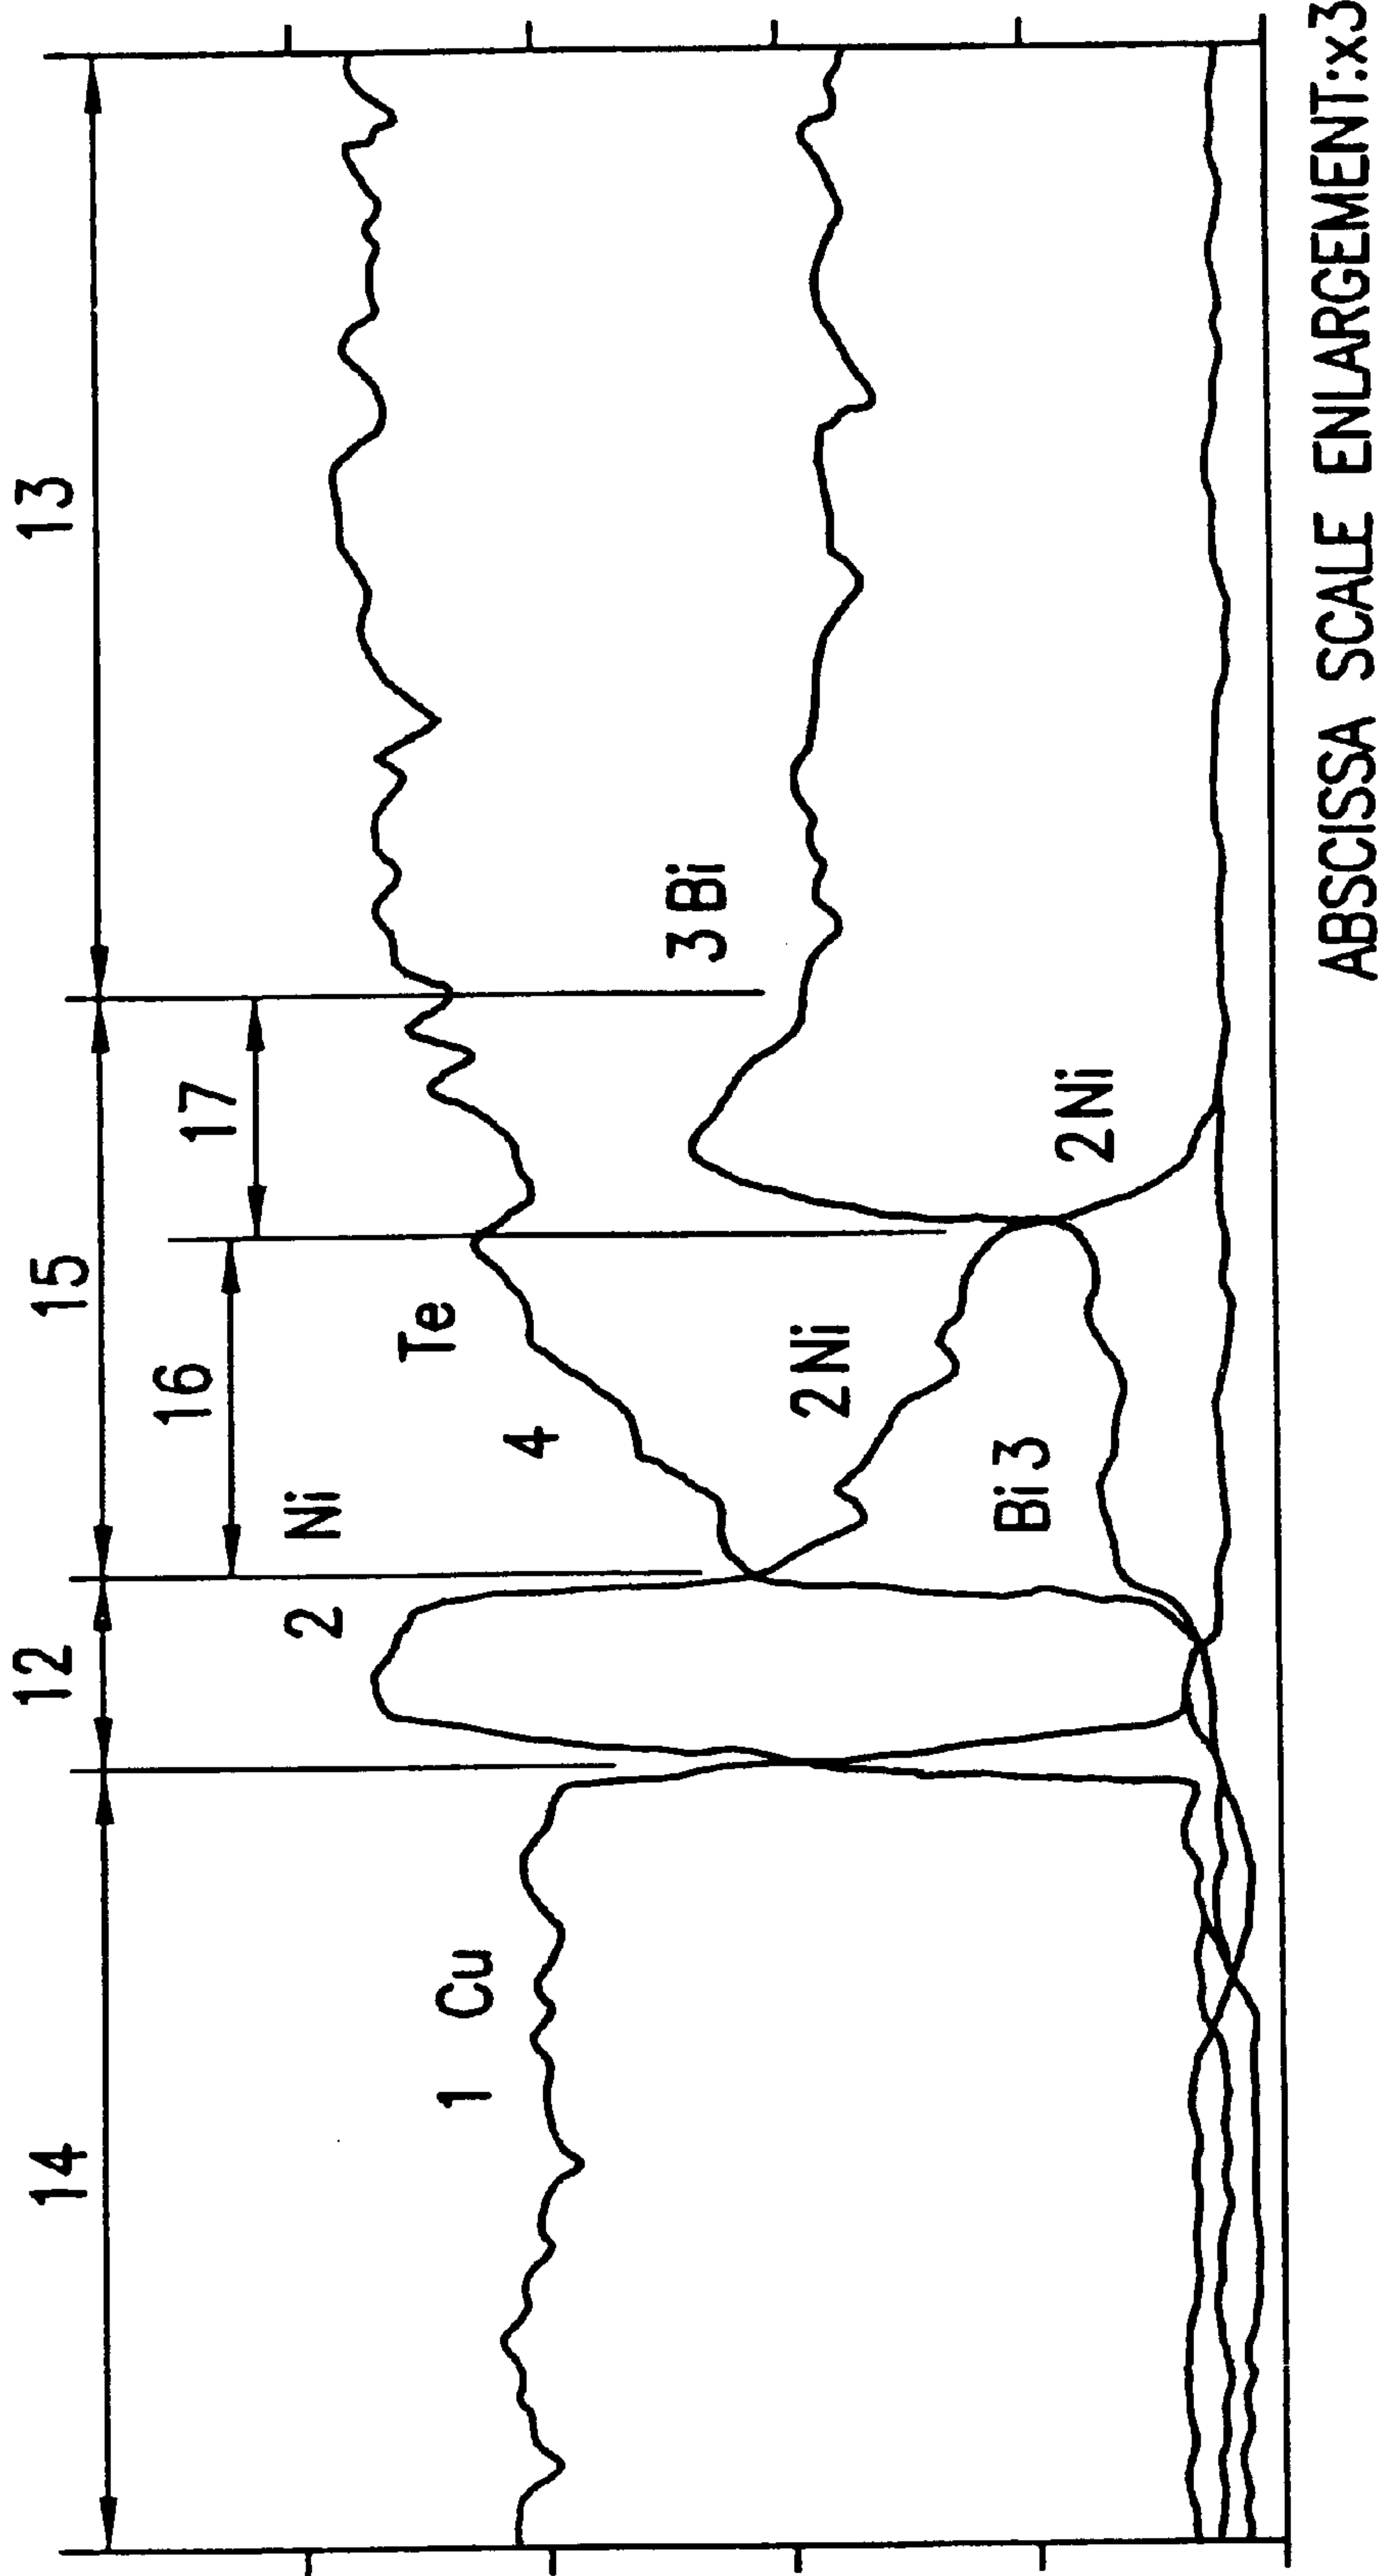 14
12
15
13
16
17
1 Cu
2 Ni
4 Te
2Ni
Bi 3
3 Bi
2Ni
ABSCISSA SCALE ENLARGEMENT:x3